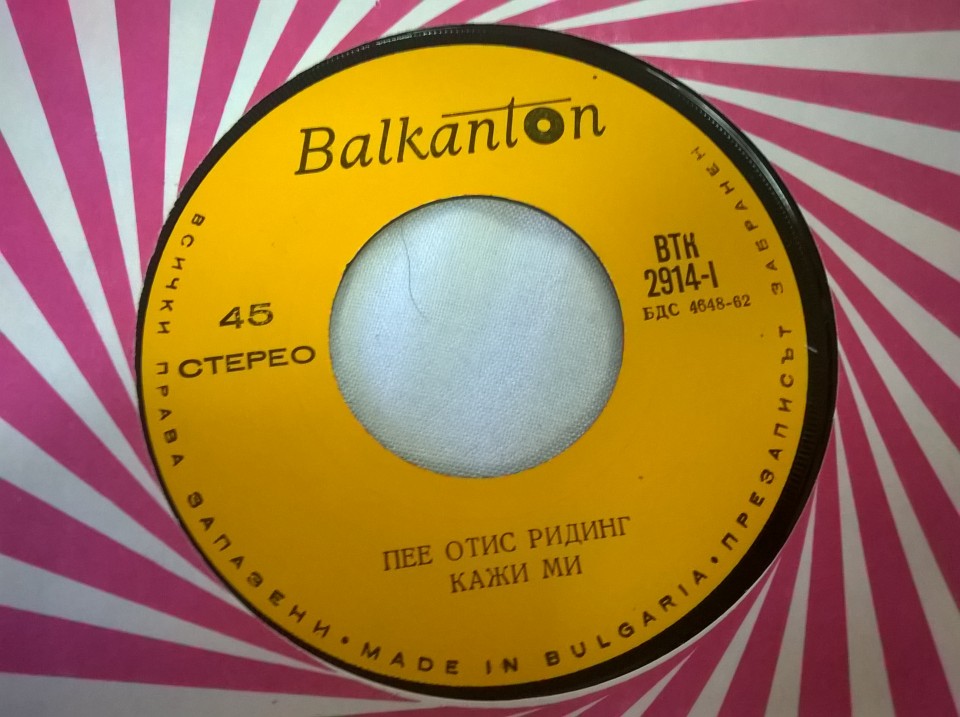 Balkanton
ВТК
2914-I
БДС 4648-62
45
СТЕРЕО
ПЕЕ ОТИС РИДИНГ
КАЖИ МИ
ВСИЧКИ ПРАВА ЗАПАЗЕНИ • MADE IN BULGARIA • ПРЕЗАПИСЪТ ЗАБРАНЕН